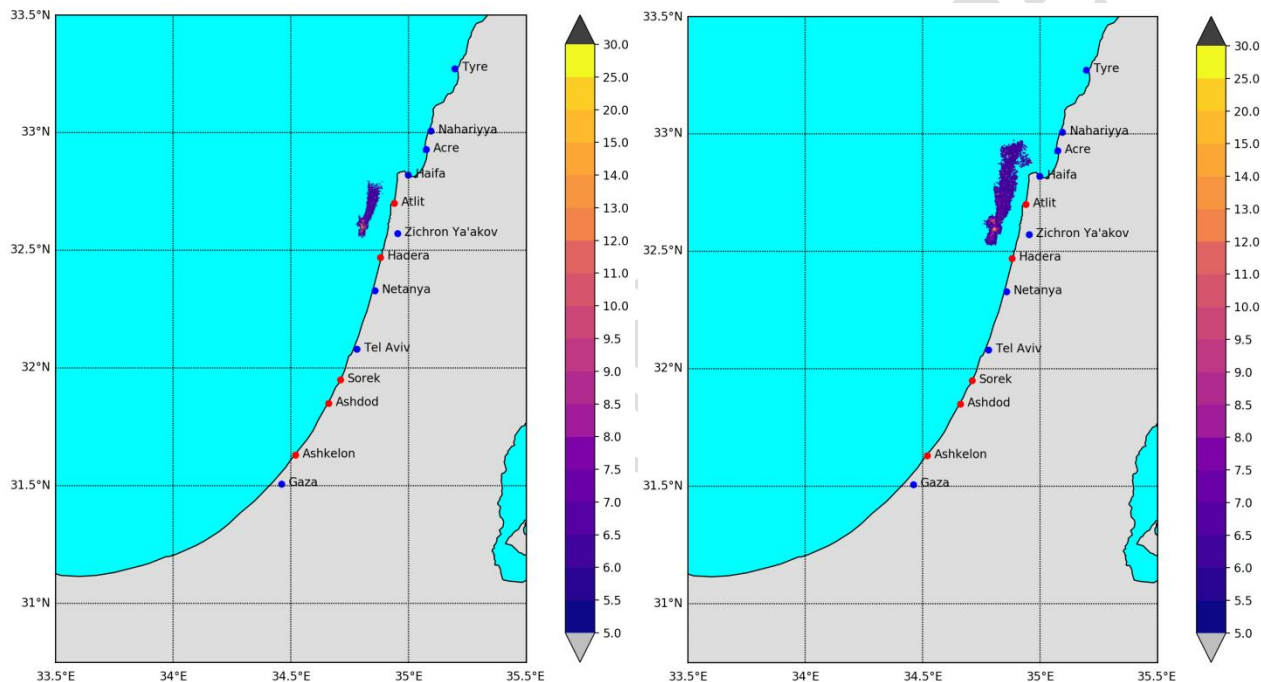 33.5°N
33°N
32.5°N
32°N
31.5°N
31°N
33.5°E
34°E
34.5°E
35°E
35.5°E
Tyre
Nahariyya
Acre
Haifa
Atlit
Zichron Ya'akov
Hadera
Netanya
Tel Aviv
Sorek
Ashdod
Ashkelon
Gaza
30.0
25.0
20.0
15.0
14.0
13.0
12.0
11.0
10.0
9.5
9.0
8.5
8.0
7.5
7.0
6.5
6.0
5.5
5.0
33.5°N
33°N
32.5°N
32°N
31.5°N
31°N
33.5°E
34°E
34.5°E
35°E
35.5°E
Tyre
Nahariyya
Acre
Haifa
Atlit
Zichron Ya'akov
Hadera
Netanya
Tel Aviv
Sorek
Ashdod
Ashkelon
Gaza
30.0
25.0
20.0
15.0
14.0
13.0
12.0
11.0
10.0
9.5
9.0
8.5
8.0
7.5
7.0
6.5
6.0
5.5
5.0